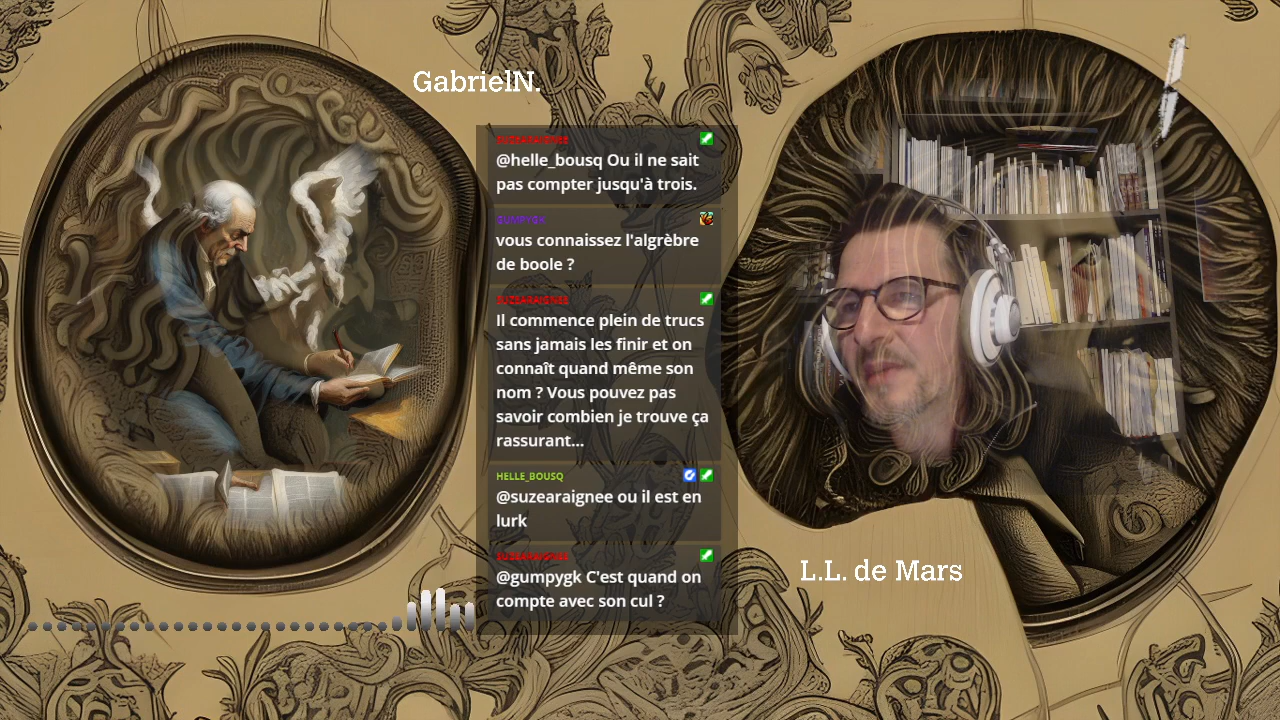 GabrielN.
SUZEARAIGNEE
@helle_bousq Ou il ne sait
pas compter jusqu'à trois.
GUMPYGK
vous connaissez l'algrèbre
de boole ?
SUZEARAIGNEE
Il commence plein de trucs
sans jamais les finir et on
connaît quand même son
nom ? Vous pouvez pas
savoir combien je trouve ça
rassurant...
HELLE_BOUSQ
@suzearaignee ou il est en
lurk
SUZEARAIGNEE
@gumpygk C'est quand on
compte avec son cul ?
L.L. de Mars